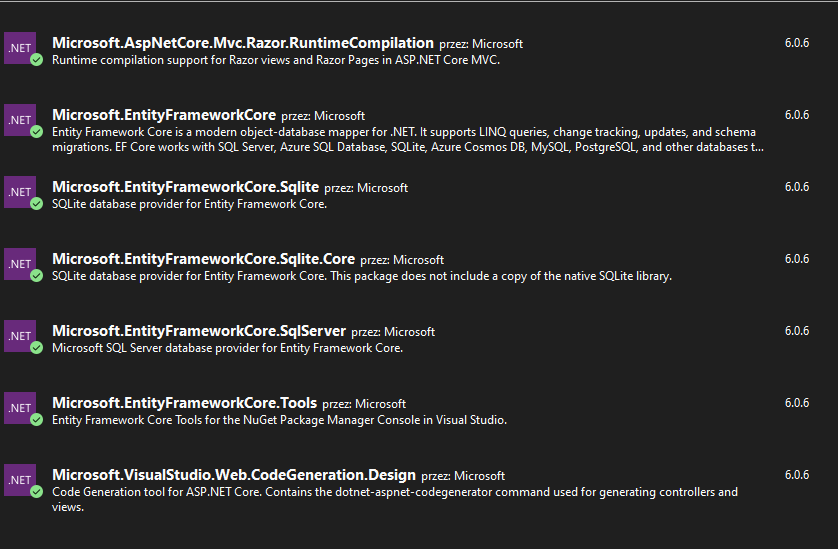 Microsoft.AspNetCore.Mvc.Razor.RuntimeCompilation przez: Microsoft 6.0.6
.NET
Runtime compilation support for Razor views and Razor Pages in ASP.NET Core MVC.
Microsoft.EntityFrameworkCore przez: Microsoft 6.0.6
.NET
Entity Framework Core is a modern object-database mapper for .NET. It supports LINQ queries, change tracking, updates, and schema
migrations. EF Core works with SQL Server, Azure SQL Database, SQLite, Azure Cosmos DB, MySQL, PostgreSQL, and other databases t...
Microsoft.EntityFrameworkCore.Sqlite przez: Microsoft 6.0.6
.NET
SQLite database provider for Entity Framework Core.
Microsoft.EntityFrameworkCore.Sqlite.Core przez: Microsoft 6.0.6
.NET
SQLite database provider for Entity Framework Core. This package does not include a copy of the native SQLite library.
Microsoft.EntityFrameworkCore.SqlServer przez: Microsoft 6.0.6
.NET
Microsoft SQL Server database provider for Entity Framework Core.
Microsoft.EntityFrameworkCore.Tools przez: Microsoft 6.0.6
.NET
Entity Framework Core Tools for the NuGet Package Manager Console in Visual Studio.
Microsoft.VisualStudio.Web.CodeGeneration.Design przez: Microsoft 6.0.6
.NET
Code Generation tool for ASP.NET Core. Contains the dotnet-aspnet-codegenerator command used for generating controllers and
views.